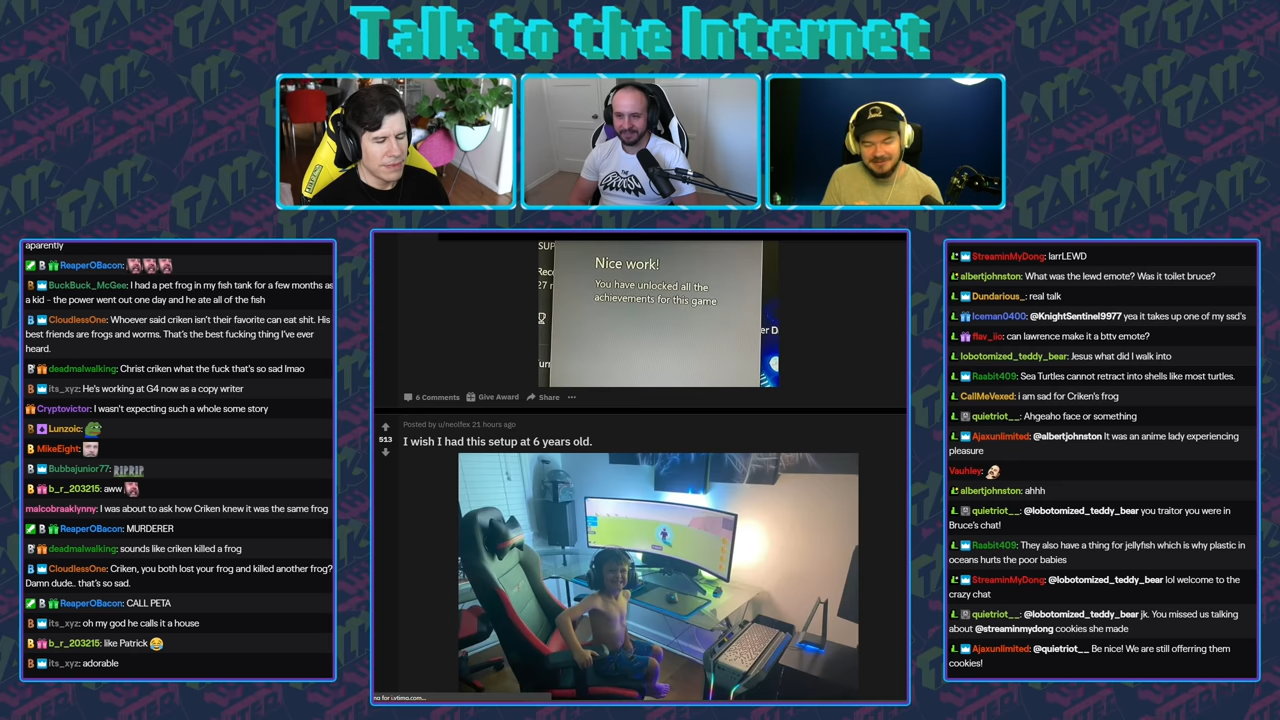 Talk to the Internet
THE
aparently
ReaperOBacon:
BuckBuck_McGee: I had a pet frog in my fish tank for a few months as
a kid - the power went out one day and he ate all of the fish
CloudlessOne: Whoever said criken isn't their favorite can eat shit. His
best friends are frogs and worms. That's the best fucking thing I've ever
heard.
deadmalwalking: Christ criken what the fuck that's so sad lmao
its_xyz: He's working at G4 now as a copy writer
Cryptovictor: I wasn't expecting such a whole some story
Lunzoic:
MikeEight:
Bubbajunior77: RIPRIP
b_r_203215: aww
malcobraaklynny: I was about to ask how Criken knew it was the same frog
ReaperOBacon: MURDERER
deadmalwalking: sounds like criken killed a frog
CloudlessOne: Criken, you both lost your frog and killed another frog?
Damn dude.. that's so sad.
ReaperOBacon: CALL PETA
its_xyz: oh my god he calls it a house
b_r_203215: like Patrick 😂
its_xyz: adorable
SUP
Reco
27 r
urr
er D
Nice work!
You have unlocked all the
achievements for this game
6 Comments Give Award Share ...
513
Posted by u/neolfex 21 hours ago
I wish I had this setup at 6 years old.
StreaminMyDong: larrLEWD
albertjohnston: What was the lewd emote? Was it toilet bruce?
Dundarious_: real talk
Iceman0400: @KnightSentinel9977 yea it takes up one of my ssd's
flav_iio: can lawrence make it a bttv emote?
lobotomized_teddy_bear: Jesus what did I walk into
Raabit409: Sea Turtles cannot retract into shells like most turtles.
CallMeVexed: i am sad for Criken's frog
quietriot__: Ahgeaho face or something
Ajaxunlimited: @albertjohnston It was an anime lady experiencing
pleasure
Vauhley:
albertjohnston: ahhh
quietriot__: @lobotomized_teddy_bear you traitor you were in
Bruce's chat!
Raabit409: They also have a thing for jellyfish which is why plastic in
oceans hurts the poor babies
StreaminMyDong: @lobotomized_teddy_bear lol welcome to the
crazy chat
quietriot__: @lobotomized_teddy_bear jk. You missed us talking
about @streaminmydong cookies she made
Ajaxunlimited: @quietriot__ Be nice! We are still offerring them
cookies!